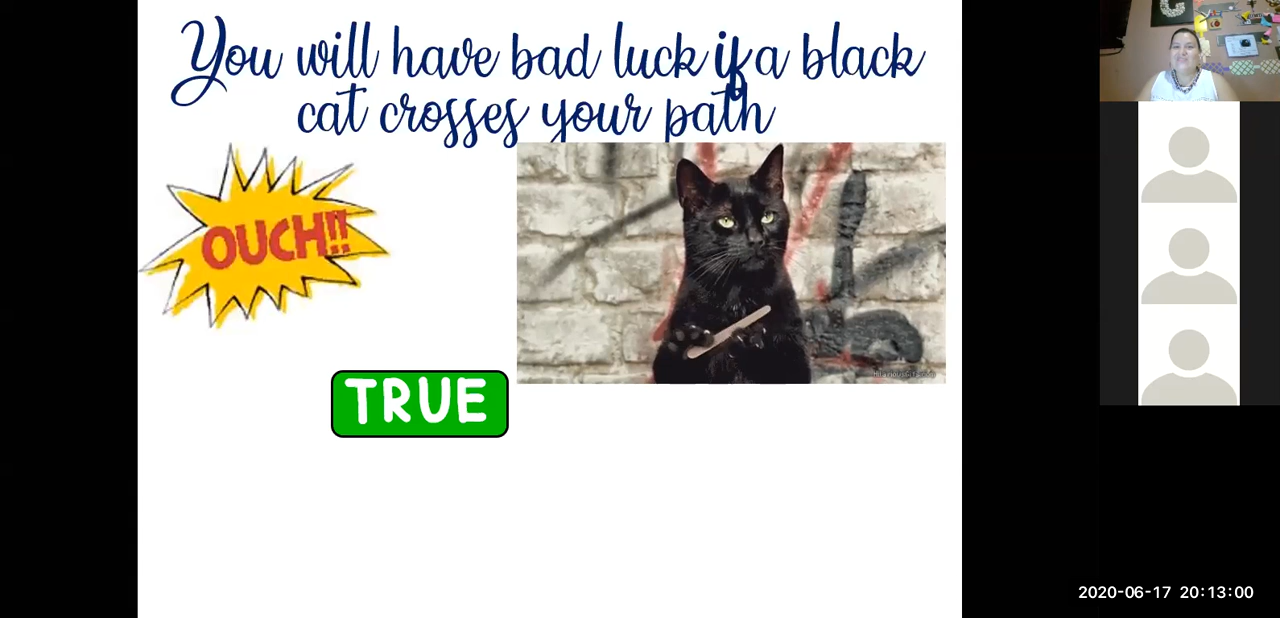 You will have bad luck if a black
cat crosses your path
OUCH!!
TRUE
2020-06-17 20:13:00